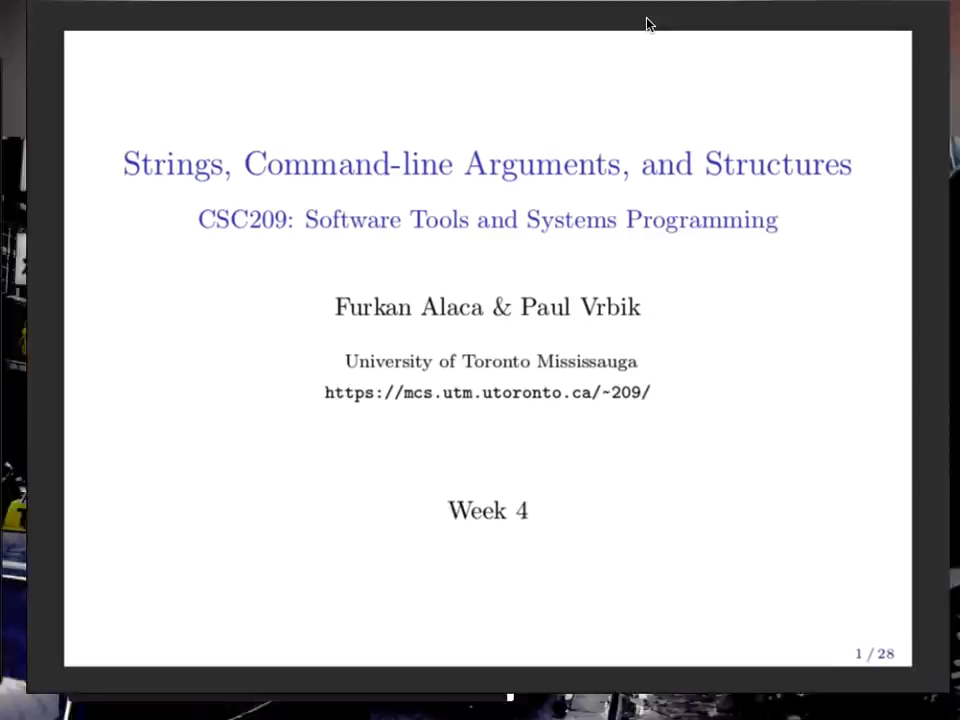 Strings, Command-line Arguments, and Structures
CSC209: Software Tools and Systems Programming
Furkan Alaca & Paul Vrbik
University of Toronto Mississauga
https://mcs.utm.utoronto.ca/~209/
Week 4
1 / 28